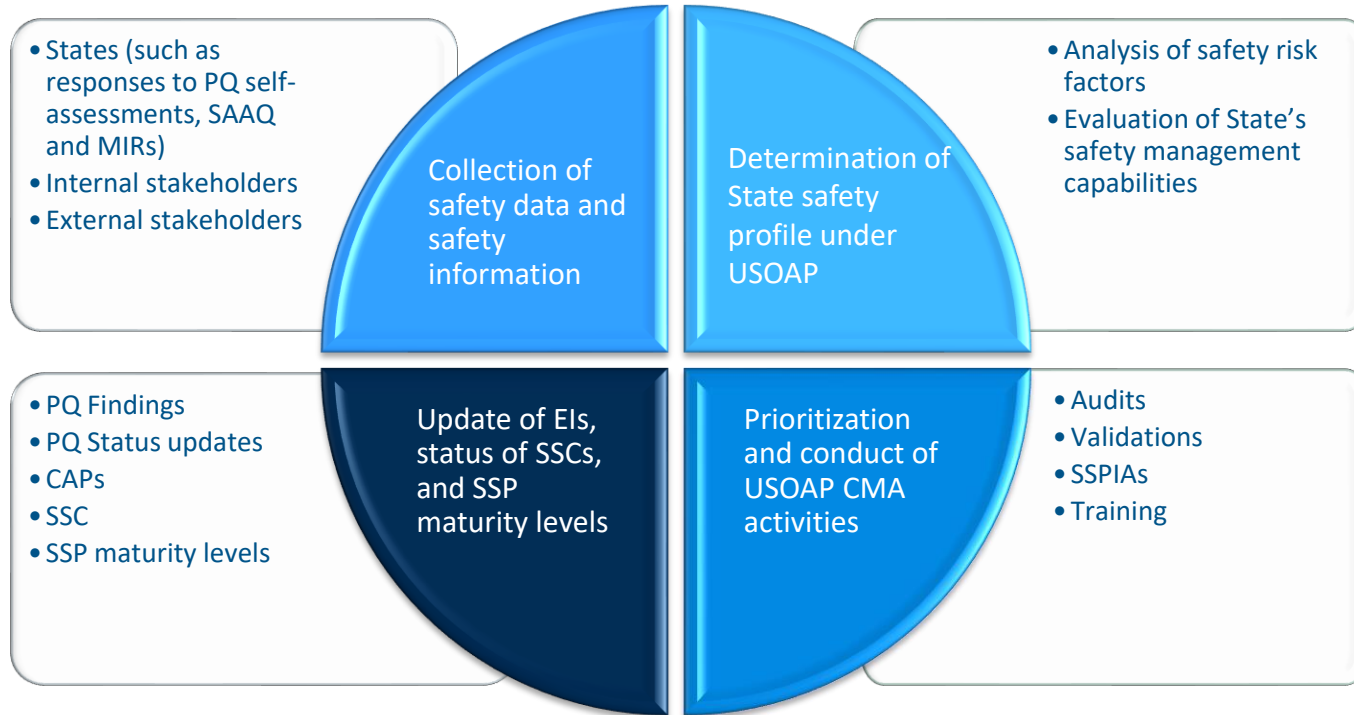 • States (such as
responses to PQ self-
assessments, SAAQ
and MIRs)
• Internal stakeholders
• External stakeholders
Collection of
safety data and
safety
information
Determination of
State safety
profile under
USOAP
• Analysis of safety risk
factors
• Evaluation of State's
safety management
capabilities
• PQ Findings
• PQ Status updates
• CAPs
• SSC
• SSP maturity levels
Update of EIs,
status of SSCs,
and SSP
maturity levels
Prioritization
and conduct of
USOAP CMA
activities
• Audits
• Validations
• SSPIAs
• Training